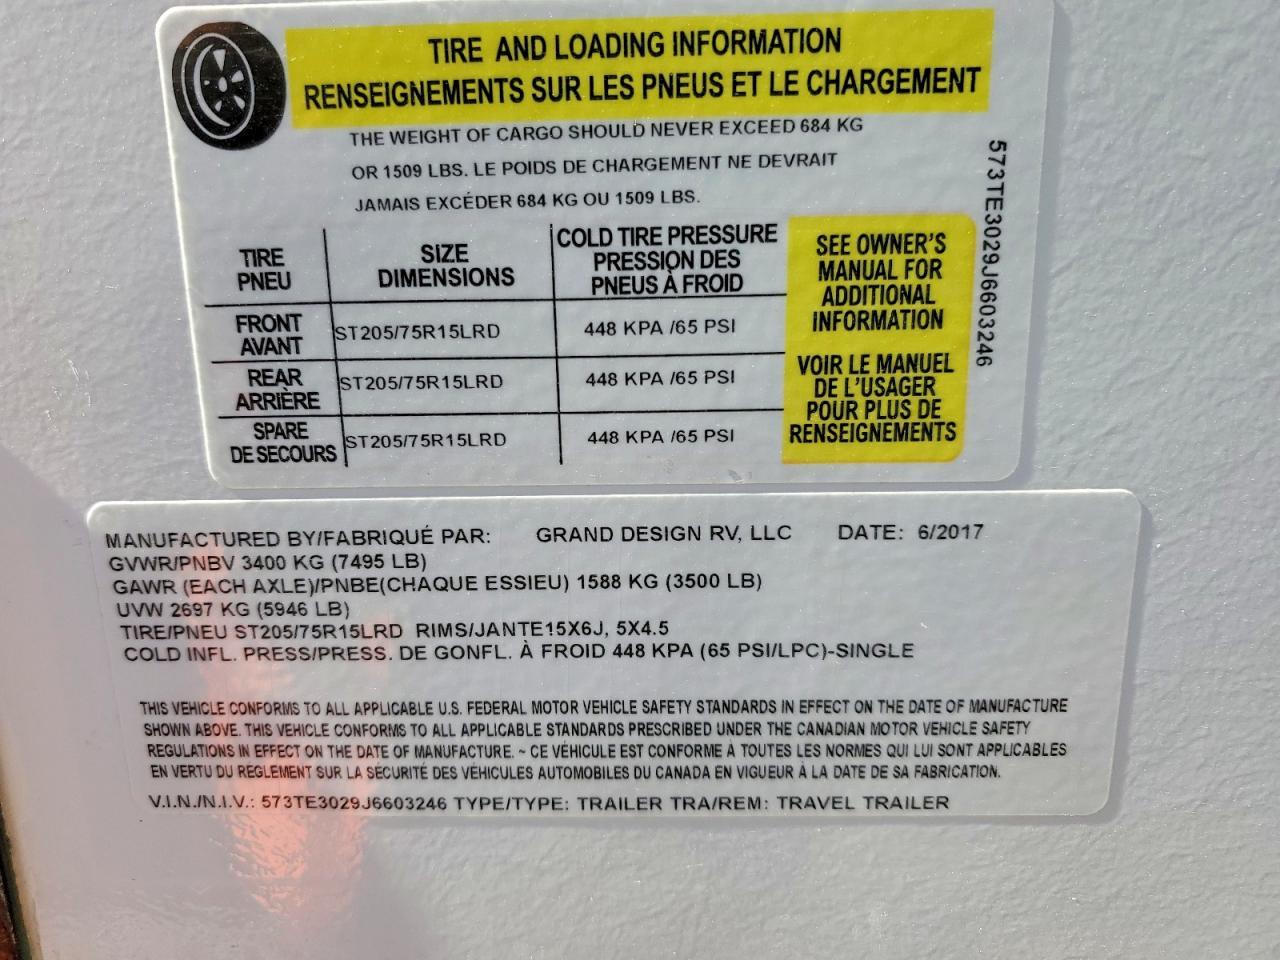 TIRE AND LOADING INFORMATION
RENSEIGNEMENTS SUR LES PNEUS ET LE CHARGEMENT
THE WEIGHT OF CARGO SHOULD NEVER EXCEED 684 KG
OR 1509 LBS. LE POIDS DE CHARGEMENT NE DEVRAIT
JAMAIS EXCÉDER 684 KG OU 1509 LBS.
573TE3029J6603246
TIRE
PNEU
SIZE
DIMENSIONS
COLD TIRE PRESSURE
PRESSION DES
PNEUS À FROID
FRONT
AVANT
ST205/75R15LRD
448 KPA /65 PSI
REAR
ARRIÈRE
ST205/75R15LRD
448 KPA /65 PSI
SPARE
DE SECOURS
ST205/75R15LRD
448 KPA /65 PSI
SEE OWNER'S
MANUAL FOR
ADDITIONAL
INFORMATION
VOIR LE MANUEL
DE L'USAGER
POUR PLUS DE
RENSEIGNEMENTS
MANUFACTURED BY/FABRIQUÉ PAR: GRAND DESIGN RV, LLC DATE: 6/2017
GVWR/PNBV 3400 KG (7495 LB)
GAWR (EACH AXLE)/PNBE(CHAQUE ESSIEU) 1588 KG (3500 LB)
UVW 2697 KG (5946 LB)
TIRE/PNEU ST205/75R15LRD RIMS/JANTE15X6J, 5X4.5
COLD INFL. PRESS/PRESS. DE GONFL. À FROID 448 KPA (65 PSI/LPC)-SINGLE
THIS VEHICLE CONFORMS TO ALL APPLICABLE U.S. FEDERAL MOTOR VEHICLE SAFETY STANDARDS IN EFFECT ON THE DATE OF MANUFACTURE
SHOWN ABOVE. THIS VEHICLE CONFORMS TO ALL APPLICABLE STANDARDS PRESCRIBED UNDER THE CANADIAN MOTOR VEHICLE SAFETY
REGULATIONS IN EFFECT ON THE DATE OF MANUFACTURE. ~ CE VÉHICULE EST CONFORME À TOUTES LES NORMES QUI LUI SONT APPLICABLES
EN VERTU DU REGLEMENT SUR LA SÉCURITÉ DES VÉHICULES AUTOMOBILES DU CANADA EN VIGUEUR À LA DATE DE SA FABRICATION.
V.I.N./N.I.V.: 573TE3029J6603246 TYPE/TYPE: TRAILER TRA/REM: TRAVEL TRAILER